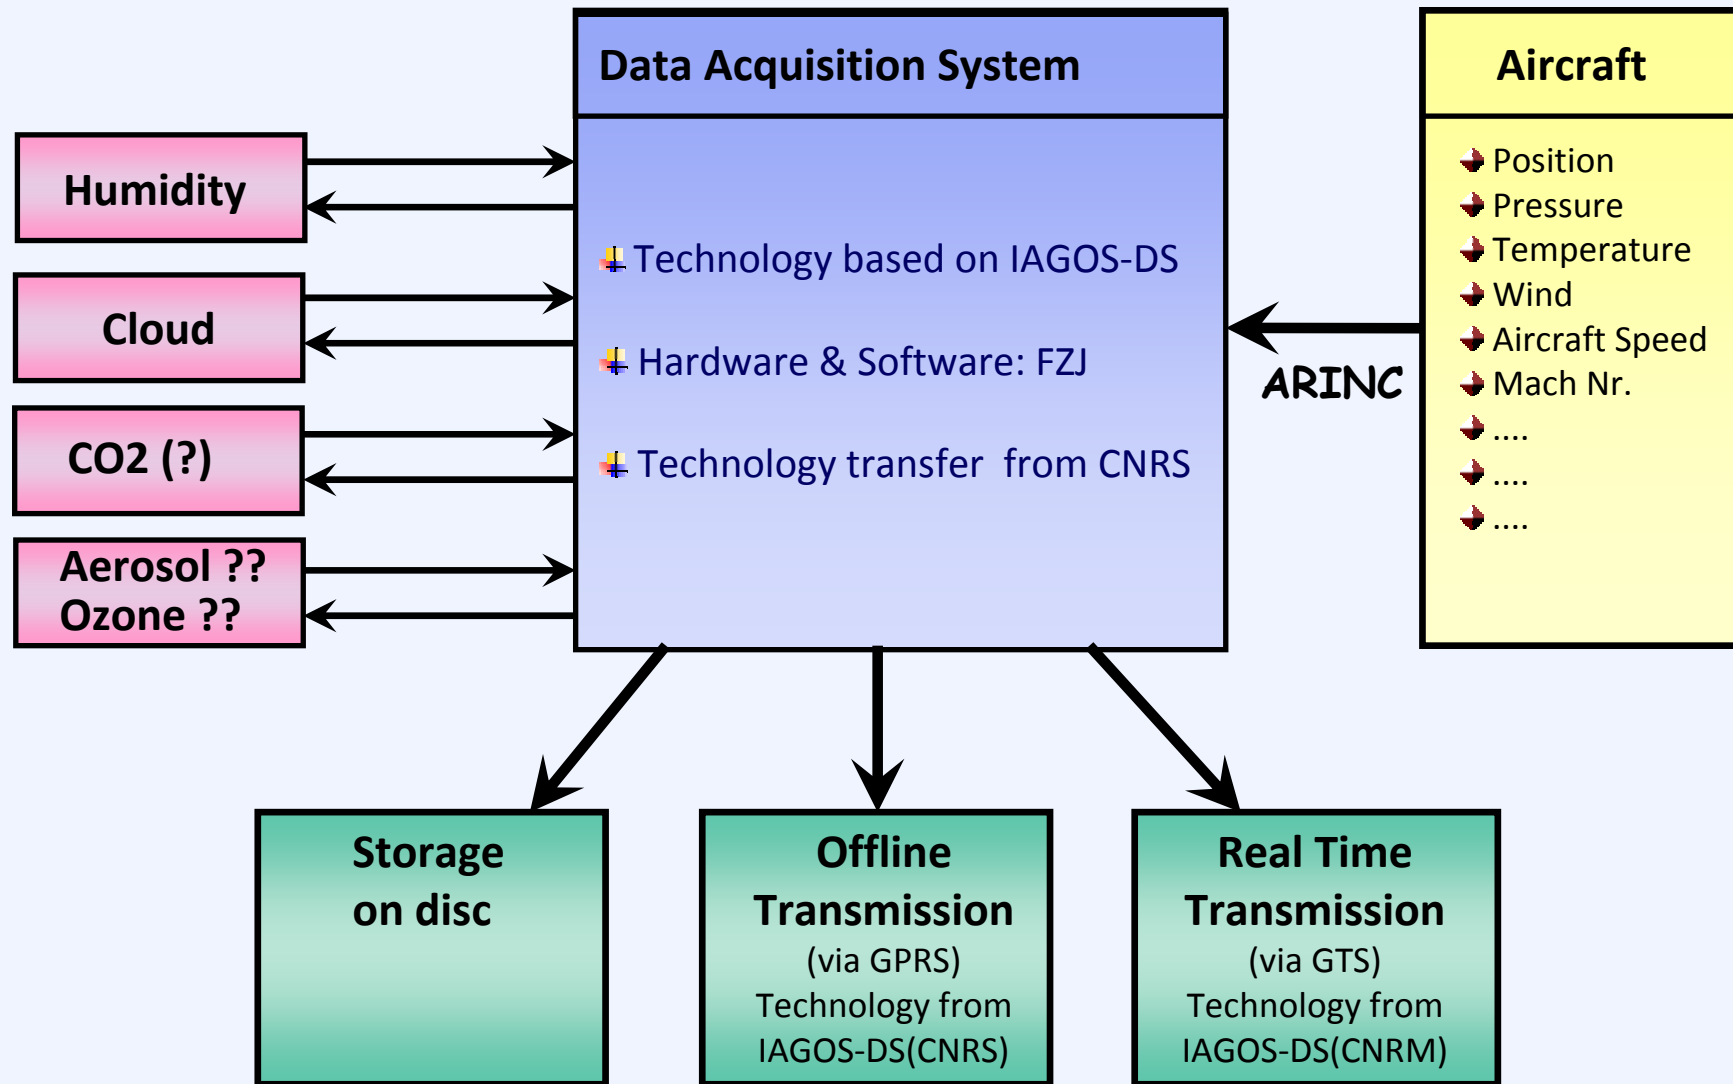 Data Acquisition System
Technology based on IAGOS-DS
Hardware & Software: FZJ
Technology transfer  from CNRS
Humidity
Cloud
CO2 (?)
Aerosol ??
Ozone ??
ARINC
Aircraft
Position
Pressure
Temperature
Wind
Aircraft Speed
Mach Nr.
....
....
....
Storage
on disc
Offline
Transmission
(via GPRS)
Technology from
IAGOS-DS(CNRS)
Real Time
Transmission
(via GTS)
Technology from
IAGOS-DS(CNRM)